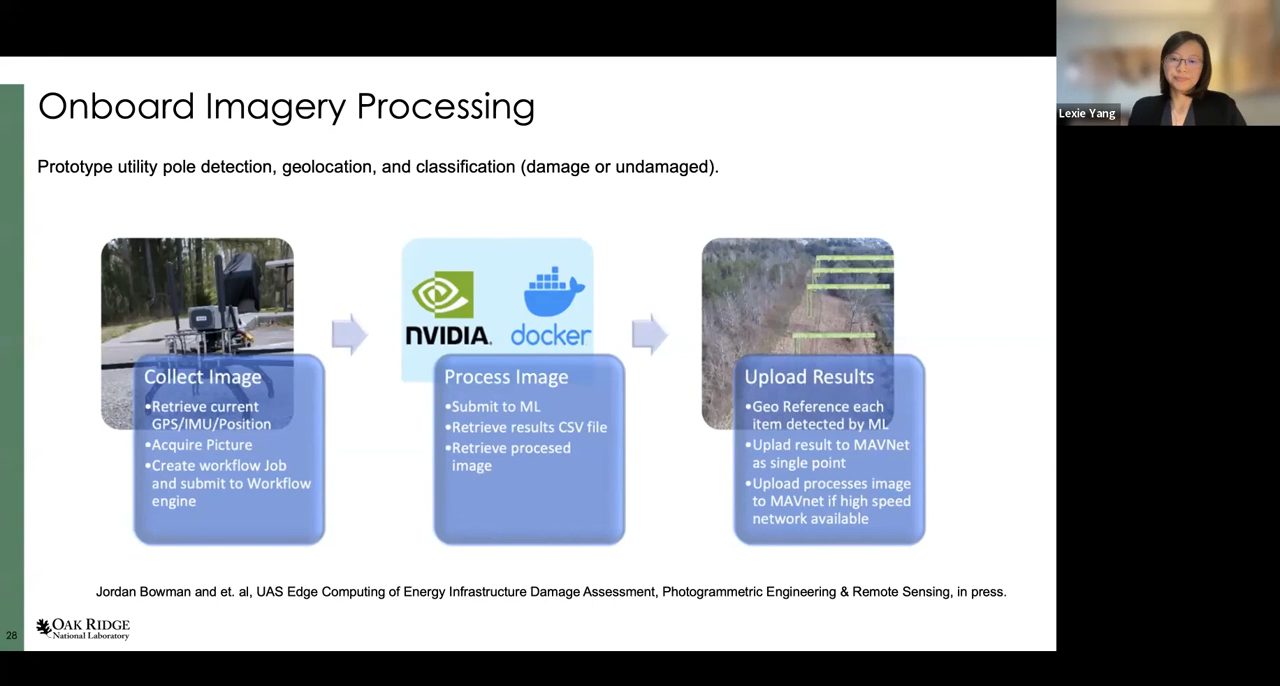 Onboard Imagery Processing
Lexie Yang
Prototype utility pole detection, geolocation, and classification (damage or undamaged).
NVIDIA.
docker
Collect Image
•Retrieve current
GPS/IMU/Position
•Acquire Picture
•Create workflow Job
and submit to Workflow
engine
Process Image
•Submit to ML
•Retrieve results CSV file
•Retrieve procesed
image
Upload Results
•Geo Reference each
item detected by ML
•Uplad result to MAVNet
as single point
•Upload processes image
to MAVnet if high speed
network available
Jordan Bowman and et. al, UAS Edge Computing of Energy Infrastructure Damage Assessment, Photogrammetric Engineering & Remote Sensing, in press.
28
OAK RIDGE
National Laboratory